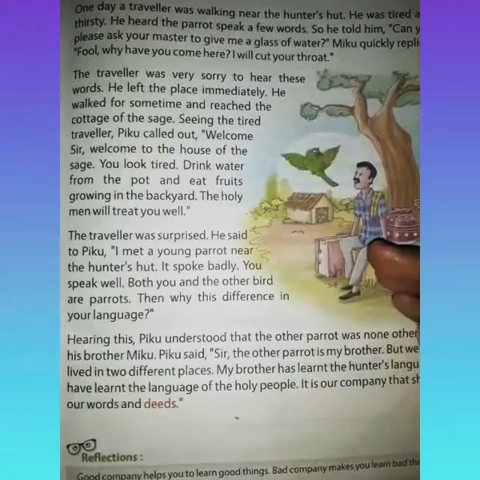 One day a traveller was walking near the hunter's hut. He was tired a
thirsty. He heard the parrot speak a few words. So he told him, "Can y
please ask your master to give me a glass of water?" Miku quickly repli
"Fool, why have you come here? I will cut your throat."
The traveller was very sorry to hear these
words. He left the place immediately. He
walked for sometime and reached the
cottage of the sage. Seeing the tired
traveller, Piku called out, "Welcome
Sir, welcome to the house of the
sage. You look tired. Drink water
from the pot and eat fruits
growing in the backyard. The holy
men will treat you well."
The traveller was surprised. He said
to Piku, "I met a young parrot near
the hunter's hut. It spoke badly. You
speak well. Both you and the other bird
are parrots. Then why this difference in
your language?"
Hearing this, Piku understood that the other parrot was none other
his brother Miku. Piku said, "Sir, the other parrot is my brother. But we
lived in two different places. My brother has learnt the hunter's langu
have learnt the language of the holy people. It is our company that sh
our words and deeds."
Reflections :
Good company helps you to learn good things. Bad company makes you learn bad th